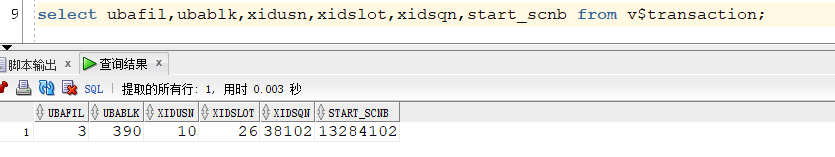 9 select ubafil,ubablk,xidusn,xidslot,xidsqn,start_scnb from v$transaction;
脚本输出 × 查询结果 ×
SQL | 提取的所有行: 1, 用时 0.003 秒
UBAFIL UBABLK XIDUSN XIDSLOT XIDSQN START_SCNB
1 3 390 10 26 38102 13284102